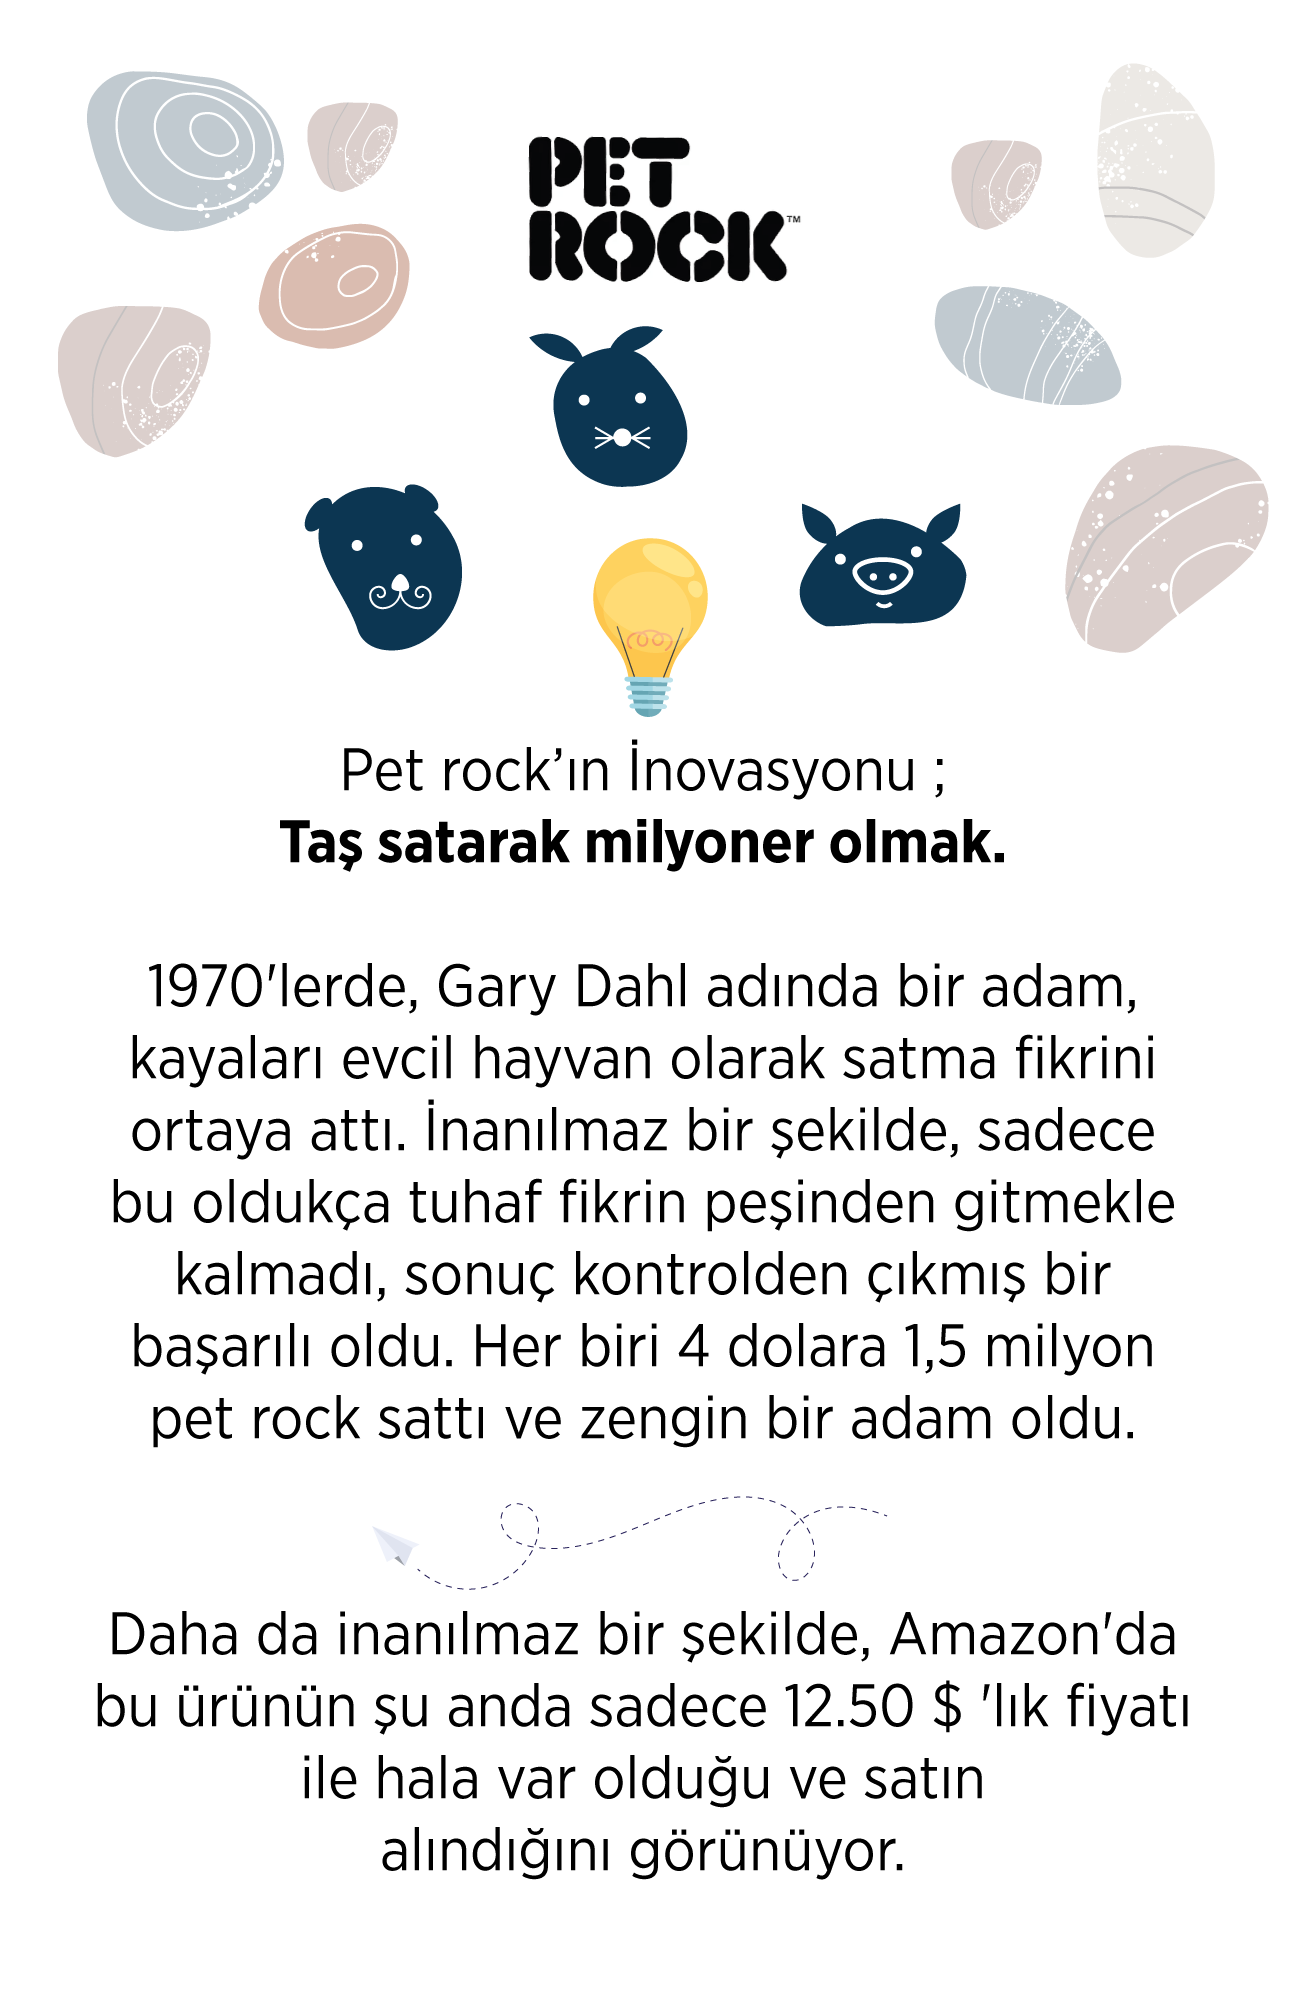 PET
ROCK™
Pet rock’ın İnovasyonu ;
Taş satarak milyoner olmak.
1970'lerde, Gary Dahl adında bir adam,
kayaları evcil hayvan olarak satma fikrini
ortaya attı. İnanılmaz bir şekilde, sadece
bu oldukça tuhaf fikrin peşinden gitmekle
kalmadı, sonuç kontrolden çıkmış bir
başarılı oldu. Her biri 4 dolara 1,5 milyon
pet rock sattı ve zengin bir adam oldu.
Daha da inanılmaz bir şekilde, Amazon'da
bu ürünün şu anda sadece 12.50 $ 'lık fiyatı
ile hala var olduğu ve satın
alındığını görünüyor.